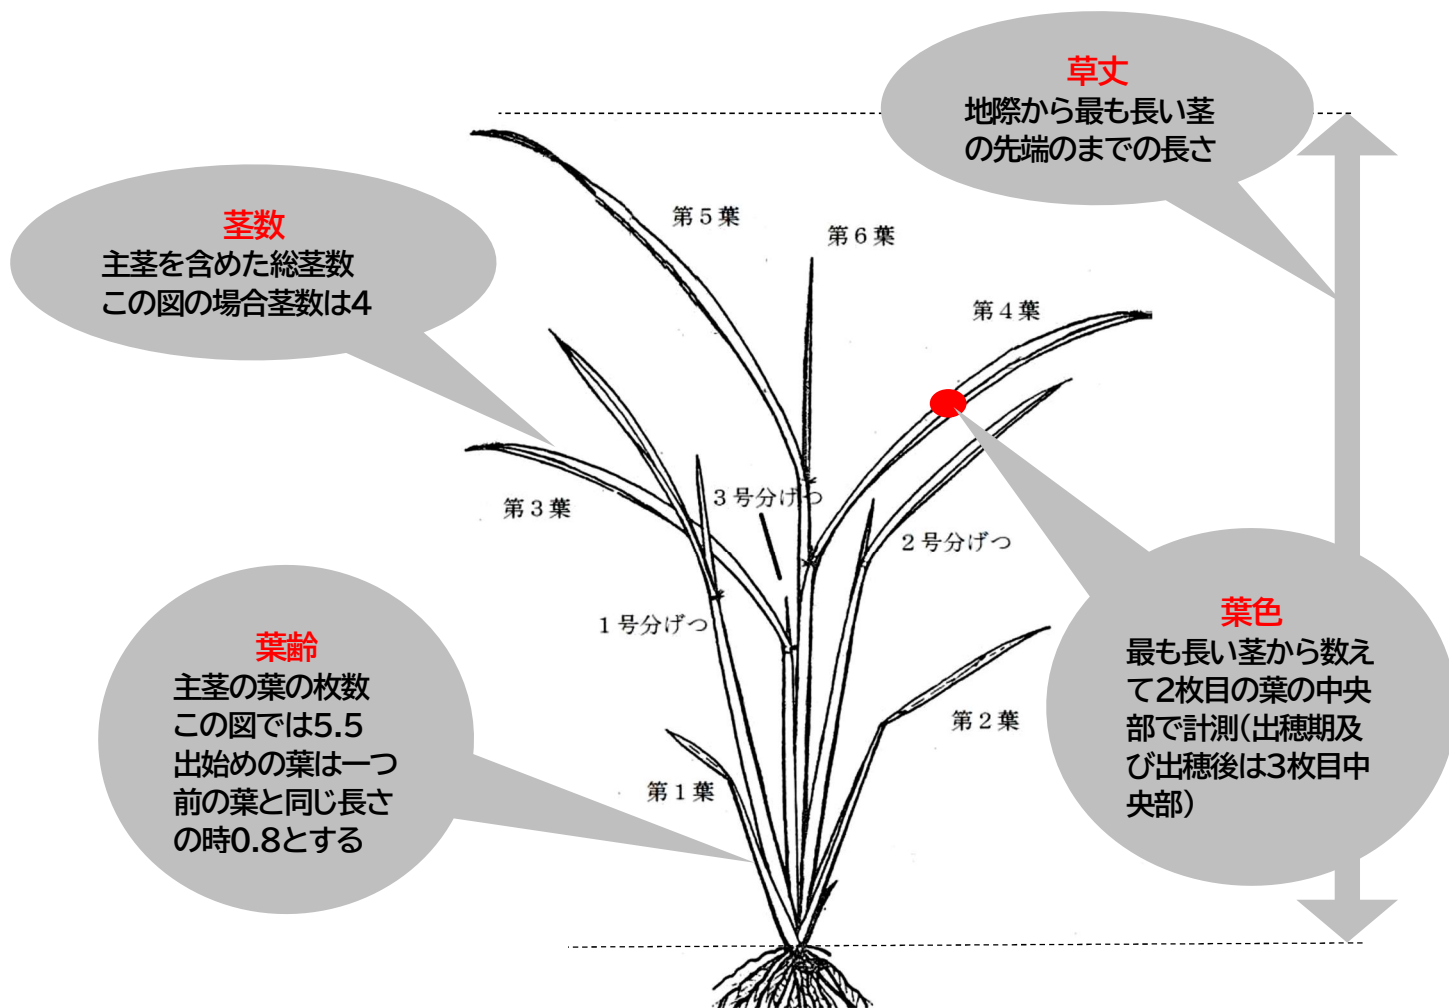 草丈
地際から最も長い茎
の先端のまでの長さ
茎数
主茎を含めた総茎数
この図の場合茎数は4
第5葉
第6葉
第4葉
第3葉
3号分げつ
2号分げつ
1号分げつ
第2葉
第1葉
葉齢
主茎の葉の枚数
この図では5.5
出始めの葉は一つ
前の葉と同じ長さ
の時0.8とする
葉色
最も長い茎から数え
て2枚目の葉の中央
部で計測(出穂期及
び出穂後は3枚目中
央部)